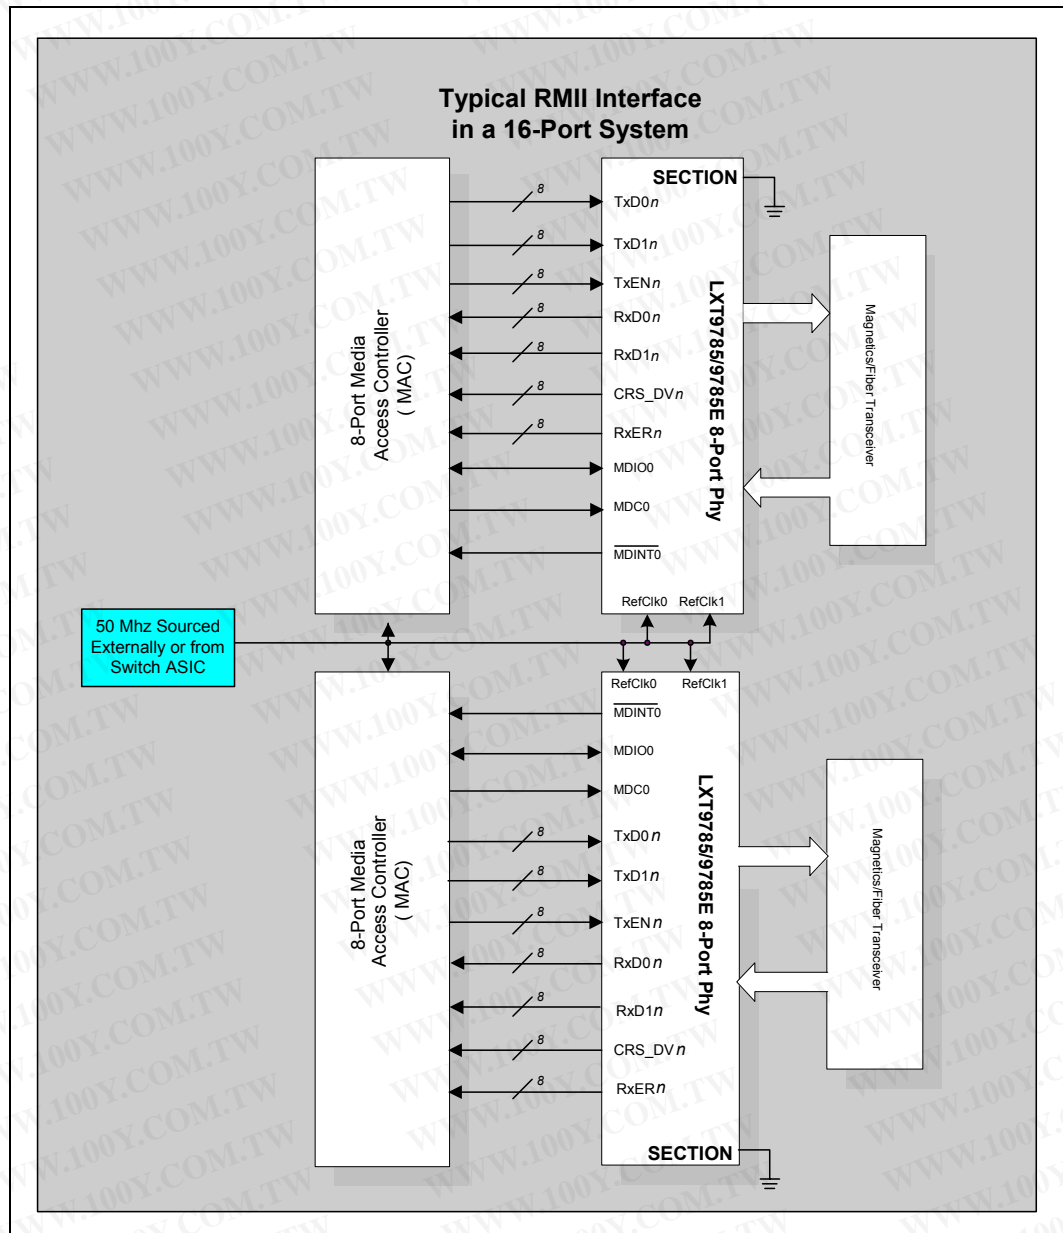 Typical RMII Interface
in a 16-Port System
SECTION
8
TxD0n
8
TxD1n
8
TxENn
8
RxD0n
8
RxD1n
8
CRS_DVn
8
RxERn
MDIO0
MDC0
MDINT0
RefClk0 RefClk1
8-Port Media
Access Controller
( MAC)
LXT9785/9785E 8-Port Phy
Magnetics/Fiber Transceiver
50 Mhz Sourced
Externally or from
Switch ASIC
RefClk0 RefClk1
MDINT0
MDIO0
MDC0
8
TxD0n
8
TxD1n
8
TxENn
8
RxD0n
8
RxD1n
8
CRS_DVn
8
RxERn
SECTION
8-Port Media
Access Controller
( MAC)
LXT9785/9785E 8-Port Phy
Magnetics/Fiber Transceiver
WWW.100Y.COM.TW